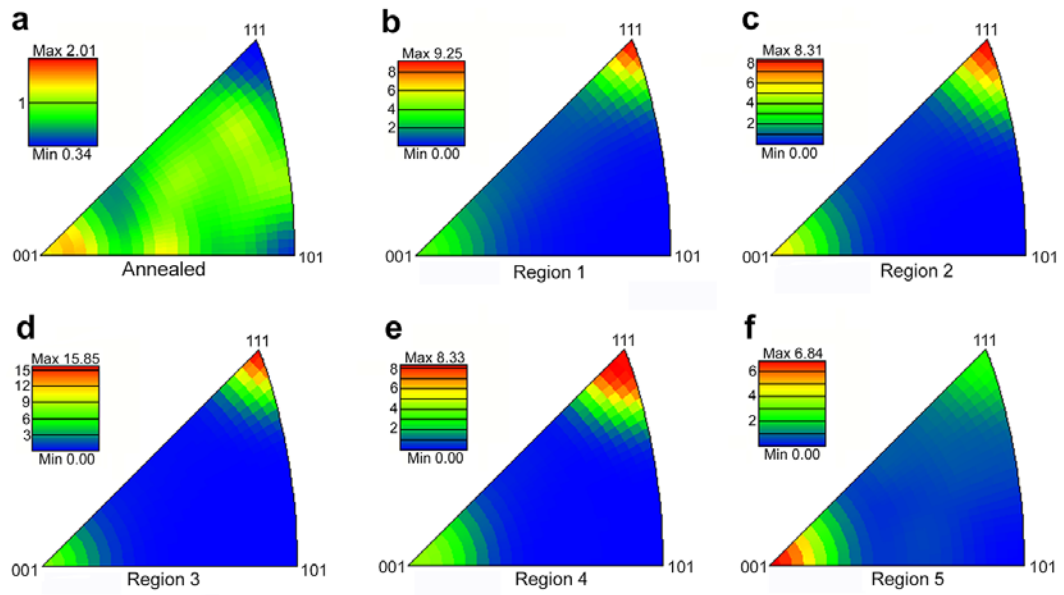 a
111
Max 2.01
1
Min 0.34
001
101
Annealed
b
111
Max 9.25
8
6
4
2
Min 0.00
001
101
Region 1
c
111
Max 8.31
8
6
4
2
Min 0.00
001
101
Region 2
d
111
Max 15.85
15
12
9
6
3
Min 0.00
001
101
Region 3
e
111
Max 8.33
8
6
4
2
Min 0.00
001
101
Region 4
f
111
Max 6.84
6
4
2
Min 0.00
001
101
Region 5